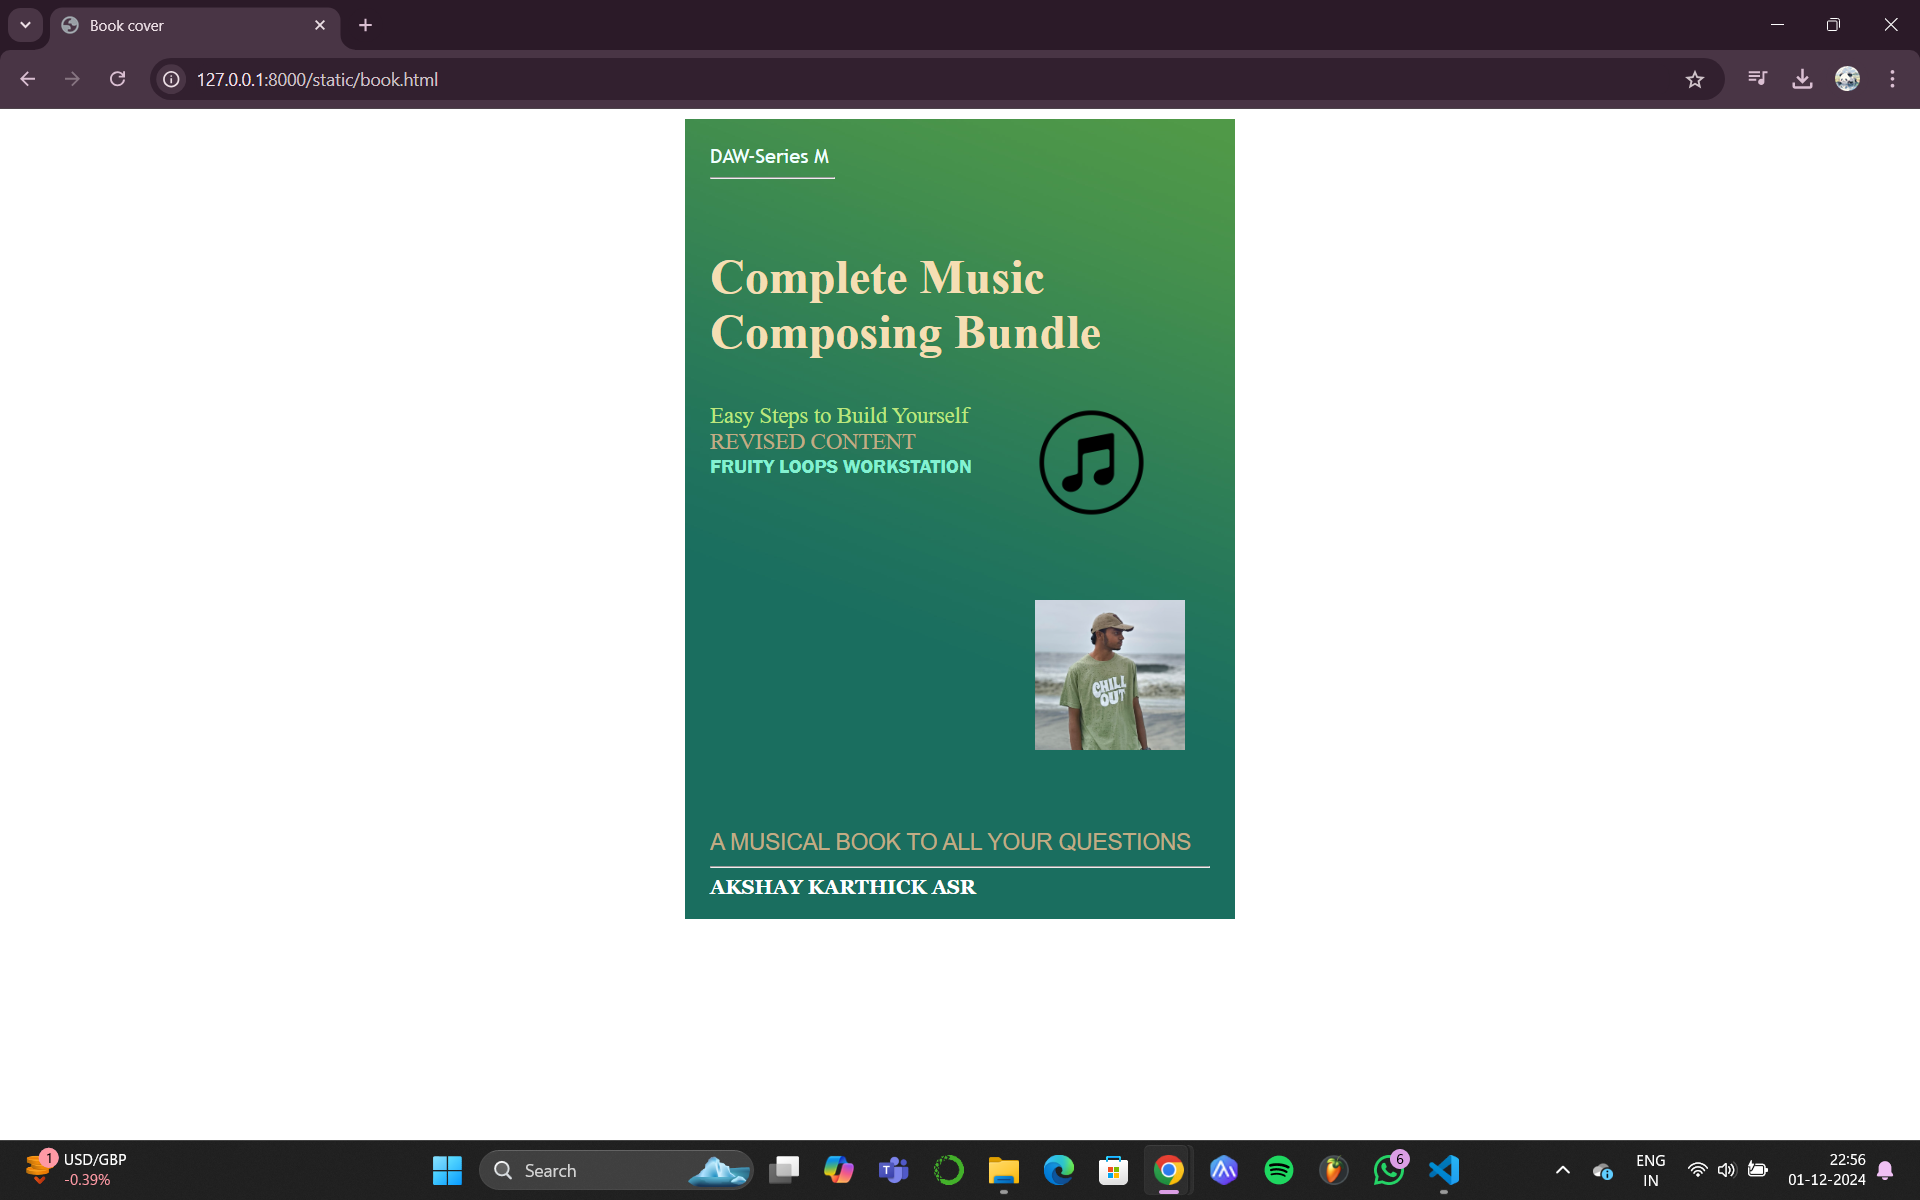 Book cover
127.0.0.1:8000/static/book.html
DAW-Series M
Complete Music
Composing Bundle
Easy Steps to Build Yourself
REVISED CONTENT
FRUITY LOOPS WORKSTATION
CHILL
OUT
A MUSICAL BOOK TO ALL YOUR QUESTIONS
AKSHAY KARTHICK ASR
1
USD/GBP
-0.39%
Search
T
6
ENG
IN
22:56
01-12-2024